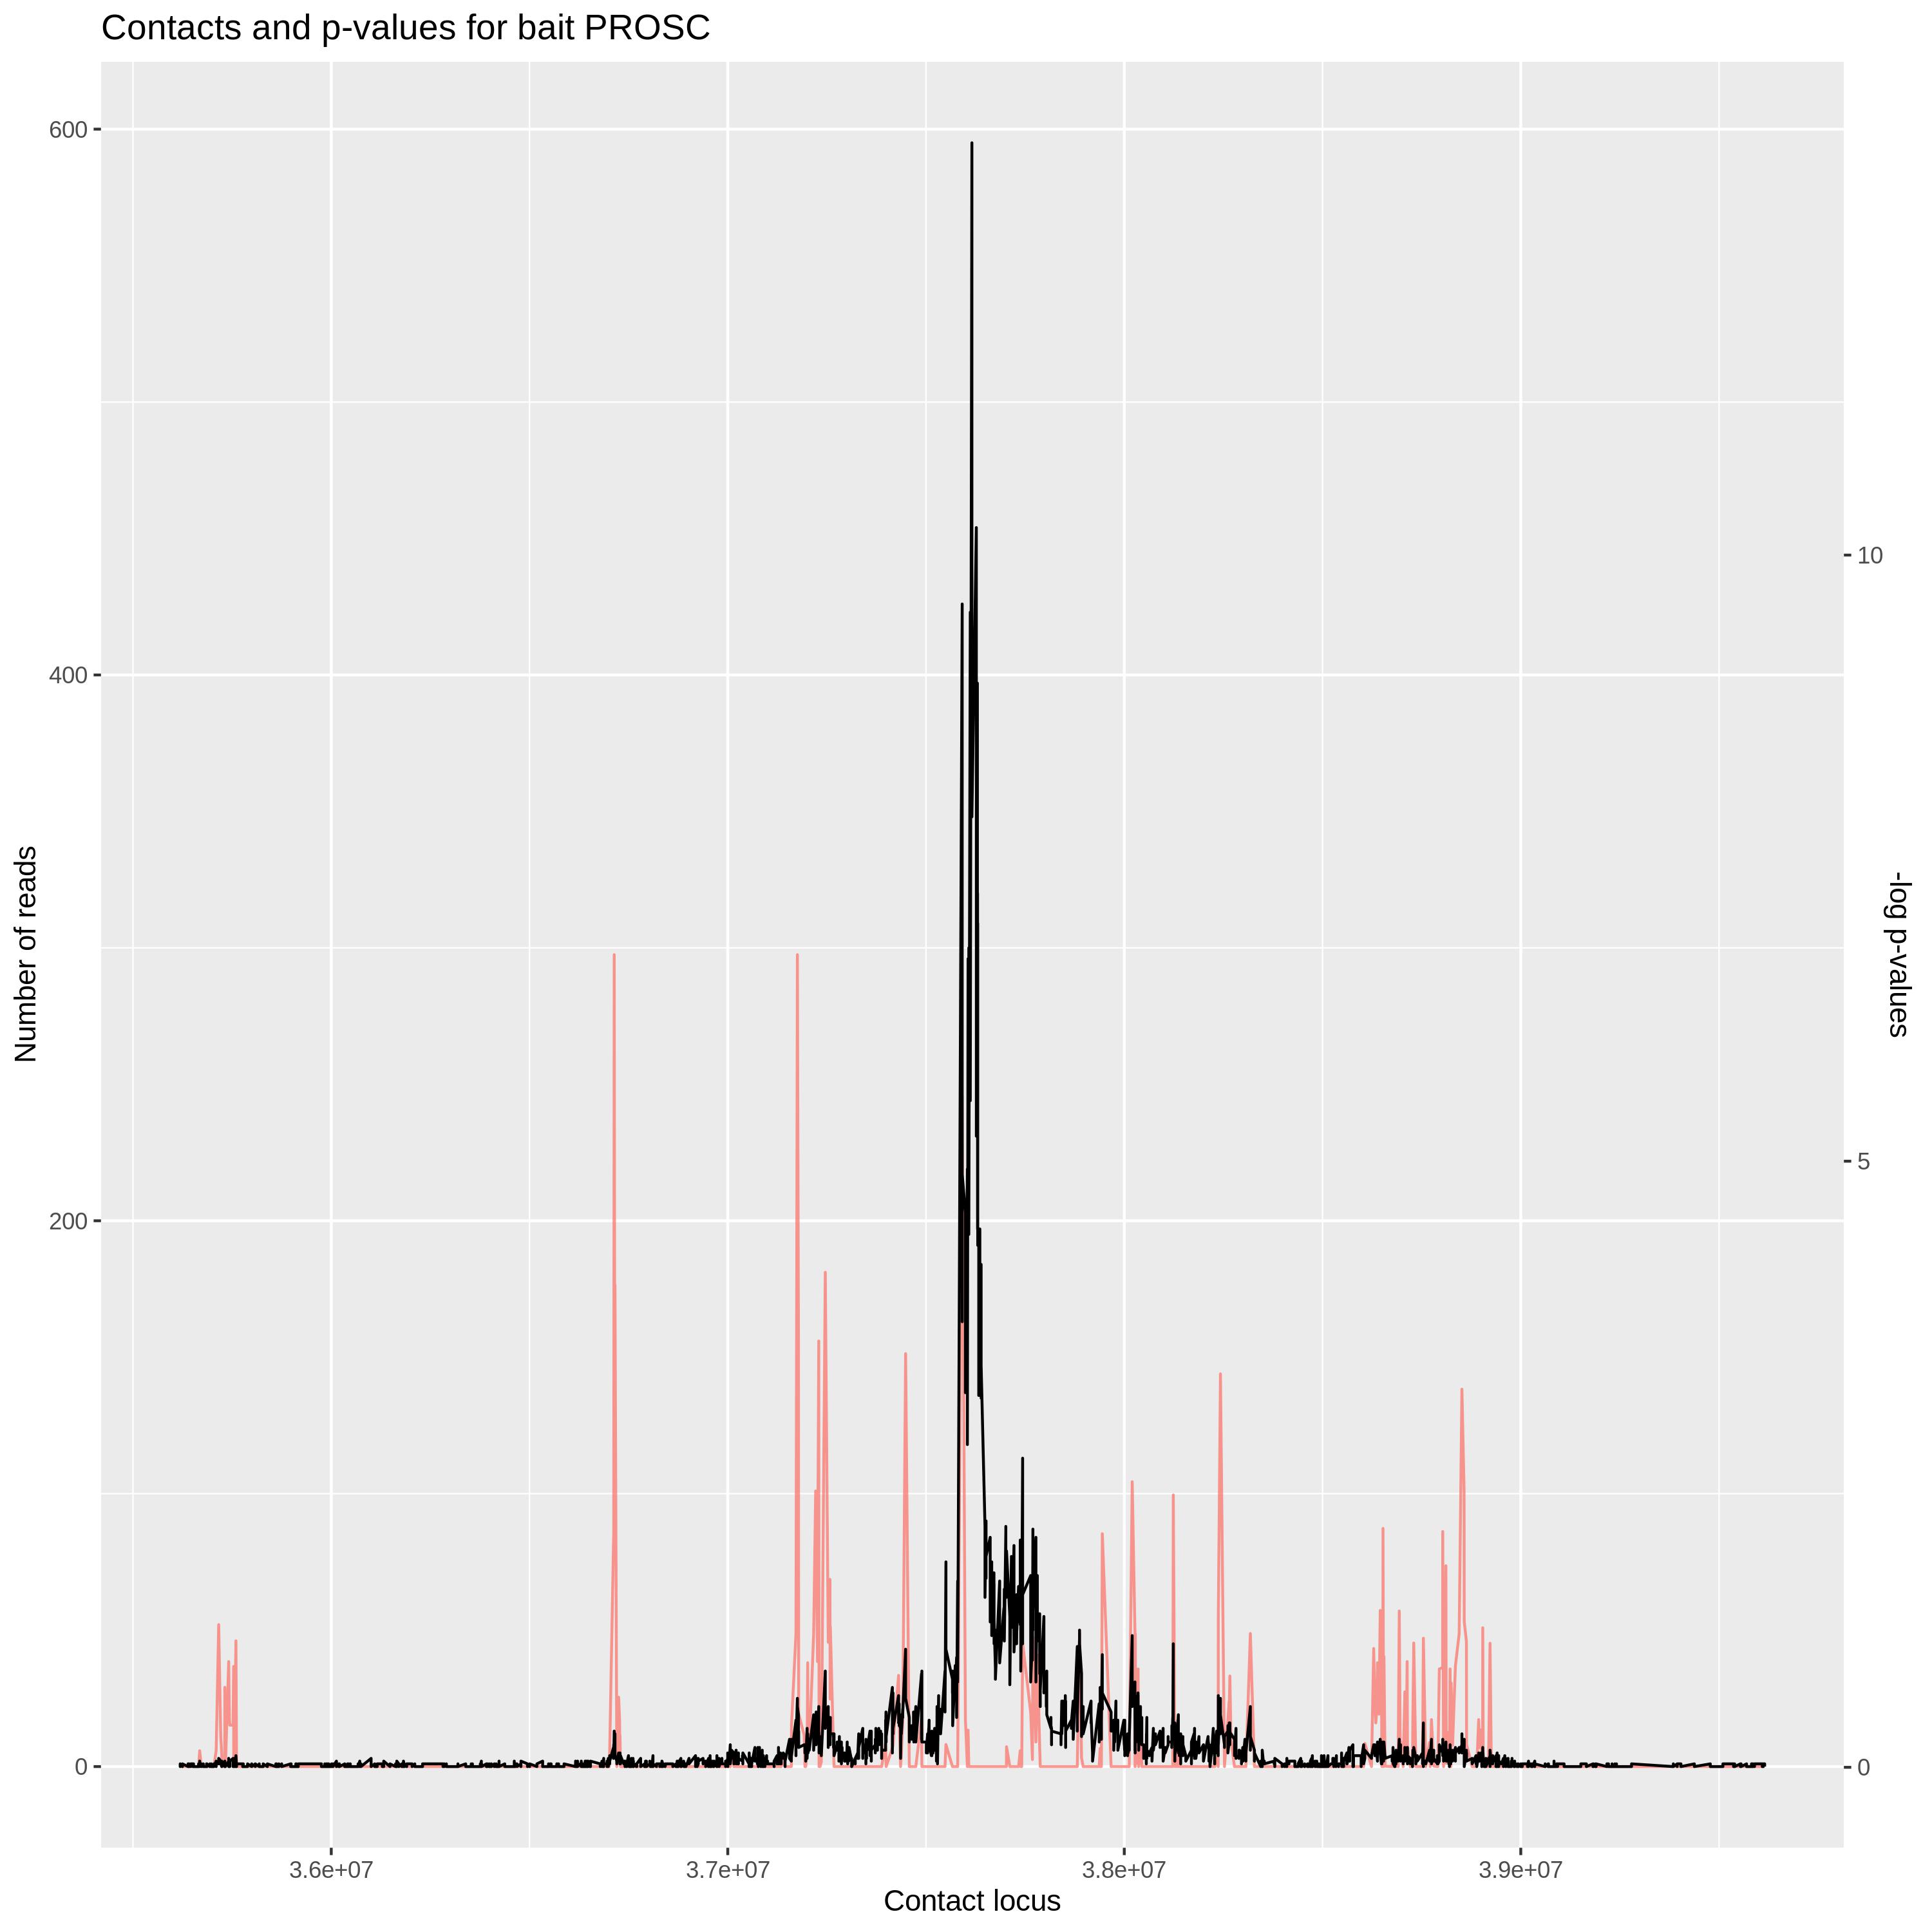 Contacts and p-values for bait PROSC
600
400
200
0
Number of reads
10
5
0
-log p-values
3.6e+07
3.7e+07
3.8e+07
3.9e+07
Contact locus